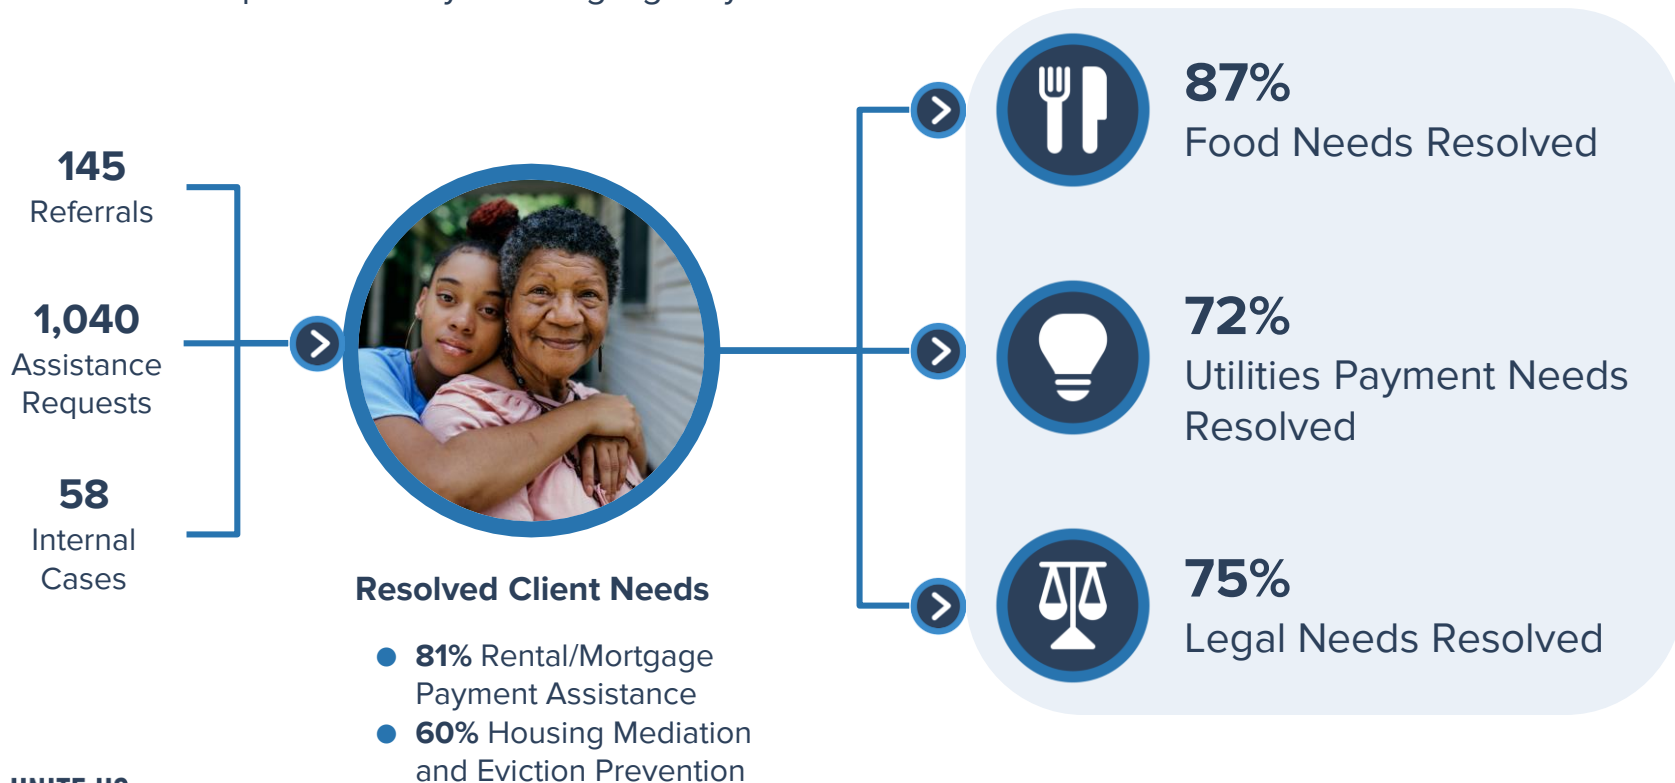 145
Referrals
1,040
Assistance
Requests
58
Internal
Cases
Resolved Client Needs
81% Rental/Mortgage
Payment Assistance
60% Housing Mediation
and Eviction Prevention
87%
Food Needs Resolved
72%
Utilities Payment Needs
Resolved
75%
Legal Needs Resolved